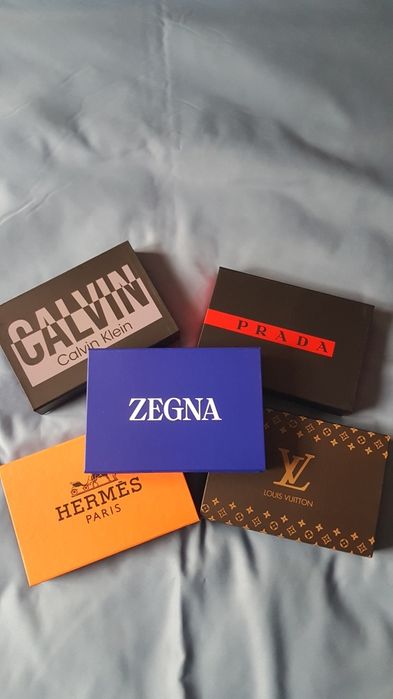 CALVIN
Calvin Klein
PRADA
ZEGNA
HERMÈS
PARIS
LV
LOUIS VUITTON